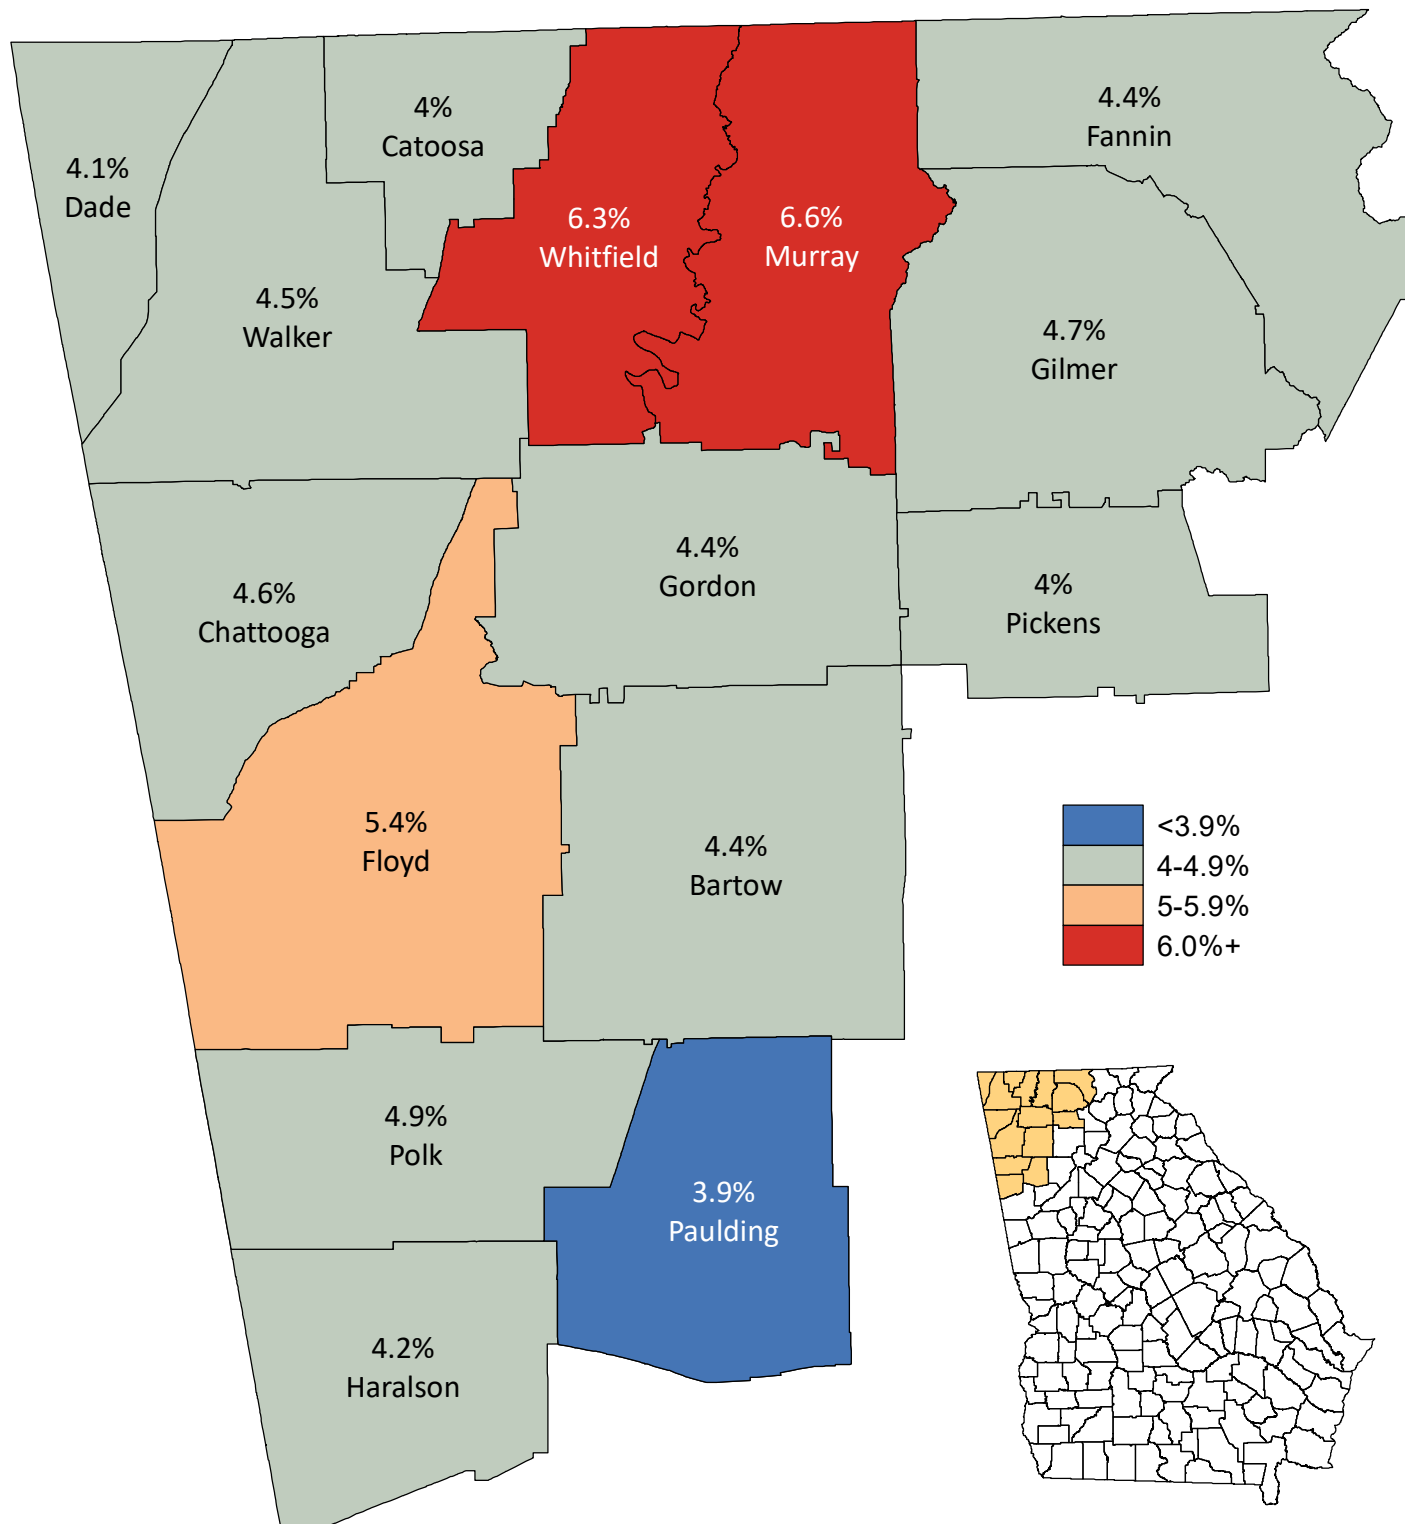 4%
Catoosa
4.4%
Fannin
4.1%
Dade
6.3%
Whitfield
6.6%
Murray
4.5%
Walker
4.7%
Gilmer
4.4%
Gordon
4%
Pickens
4.6%
Chattooga
5.4%
Floyd
4.4%
Bartow
<3.9%
4-4.9%
5-5.9%
6.0%+
4.9%
Polk
3.9%
Paulding
4.2%
Haralson